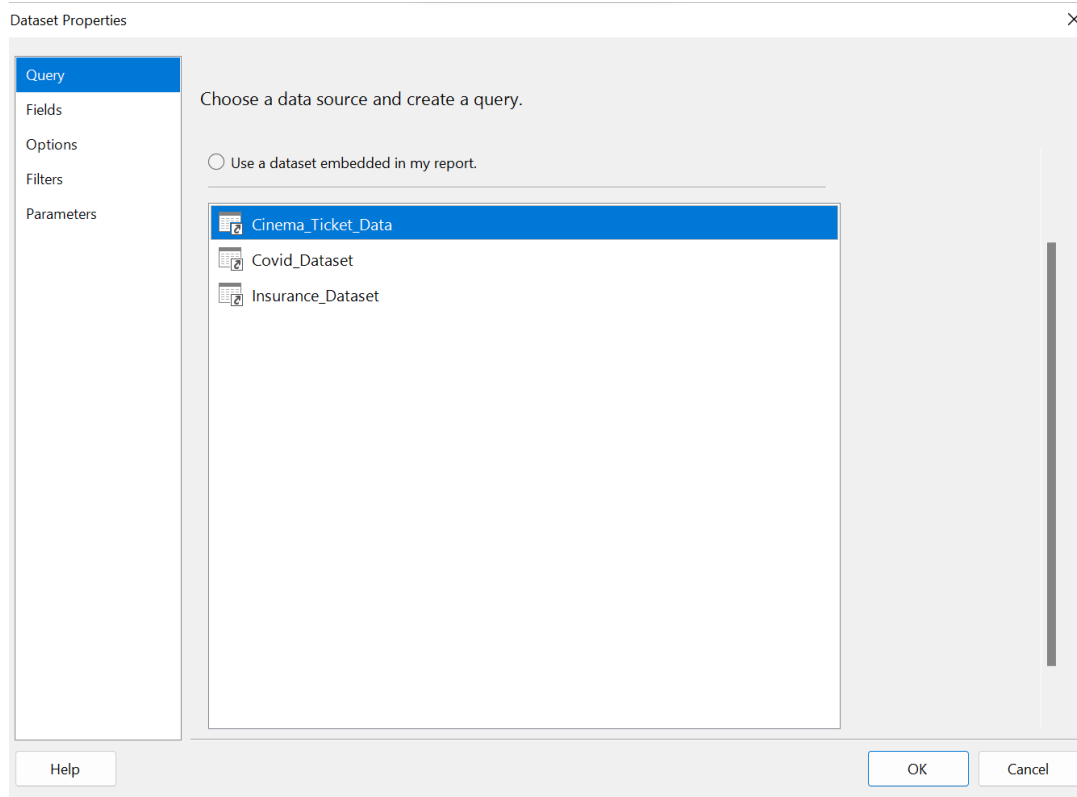 Dataset Properties
Query
Fields
Options
Filters
Parameters
Choose a data source and create a query.
Use a dataset embedded in my report.
Cinema_Ticket_Data
Covid_Dataset
Insurance_Dataset
Help
OK
Cancel